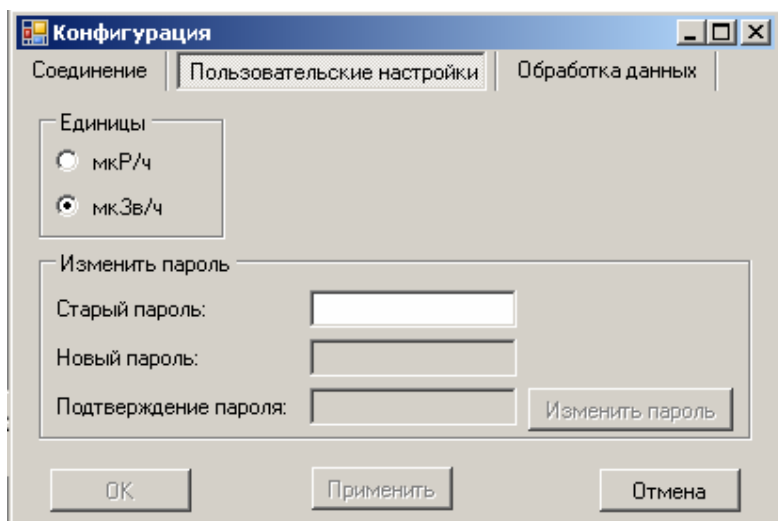 Конфигурация
Соединение Пользовательские настройки Обработка данных
Единицы
мкР/ч
мкЗв/ч
Изменить пароль
Старый пароль:
Новый пароль:
Подтверждение пароля: Изменить пароль
OK Применить Отмена